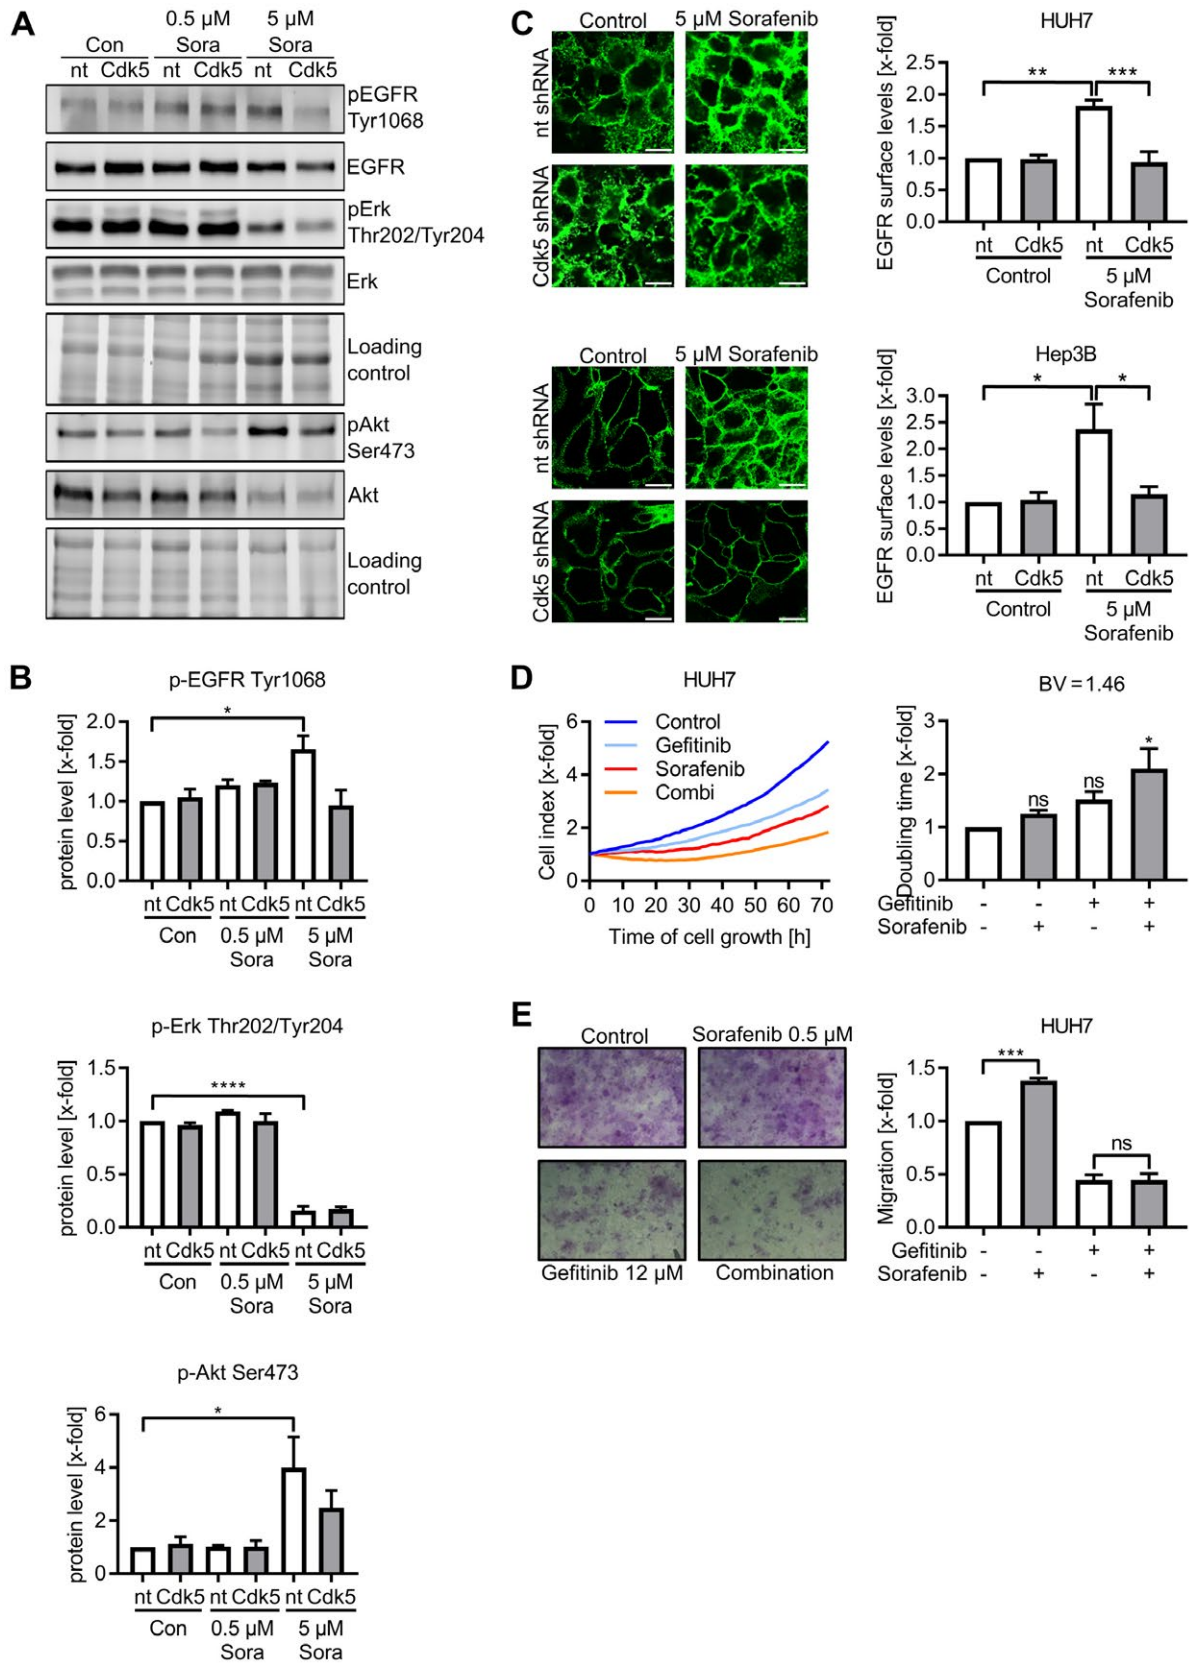 A
0.5 µM 5 µM
Con Sora Sora
nt Cdk5 nt Cdk5 nt Cdk5
pEGFR
Tyr1068
EGFR
pErk
Thr202/Tyr204
Erk
Loading
control
pAkt
Ser473
Akt
Loading
control
B
p-EGFR Tyr1068
protein level [x-fold]
2.0
1.5
1.0
0.5
0.0
*
nt Cdk5 nt Cdk5 nt Cdk5
Con 0.5 µM 5 µM
Sora Sora
p-Erk Thr202/Tyr204
protein level [x-fold]
1.5
1.0
0.5
0.0
****
nt Cdk5 nt Cdk5 nt Cdk5
Con 0.5 µM 5 µM
Sora Sora
p-Akt Ser473
protein level [x-fold]
6
4
2
0
*
nt Cdk5 nt Cdk5 nt Cdk5
Con 0.5 µM 5 µM
Sora Sora
C
Control 5 µM Sorafenib
nt shRNA
Cdk5 shRNA
HUH7
EGFR surface levels [x-fold]
2.5
2.0
1.5
1.0
0.5
0.0
** ***
nt Cdk5 nt Cdk5
Control 5 µM
Sorafenib
Control 5 µM Sorafenib
nt shRNA
Cdk5 shRNA
Hep3B
EGFR surface levels [x-fold]
3.0
2.5
2.0
1.5
1.0
0.5
0.0
* *
nt Cdk5 nt Cdk5
Control 5 µM
Sorafenib
D
HUH7
Cell index [x-fold]
6
4
2
0
Control
Gefitinib
Sorafenib
Combi
0 10 20 30 40 50 60 70
Time of cell growth [h]
BV = 1.46
Doubling time [x-fold]
3
2
1
0
ns ns *
Gefitinib - - + +
Sorafenib - + - +
E
Control Sorafenib 0.5 µM
Gefitinib 12 µM Combination
HUH7
Migration [x-fold]
1.5
1.0
0.5
0.0
*** ns
Gefitinib - - + +
Sorafenib - + - +